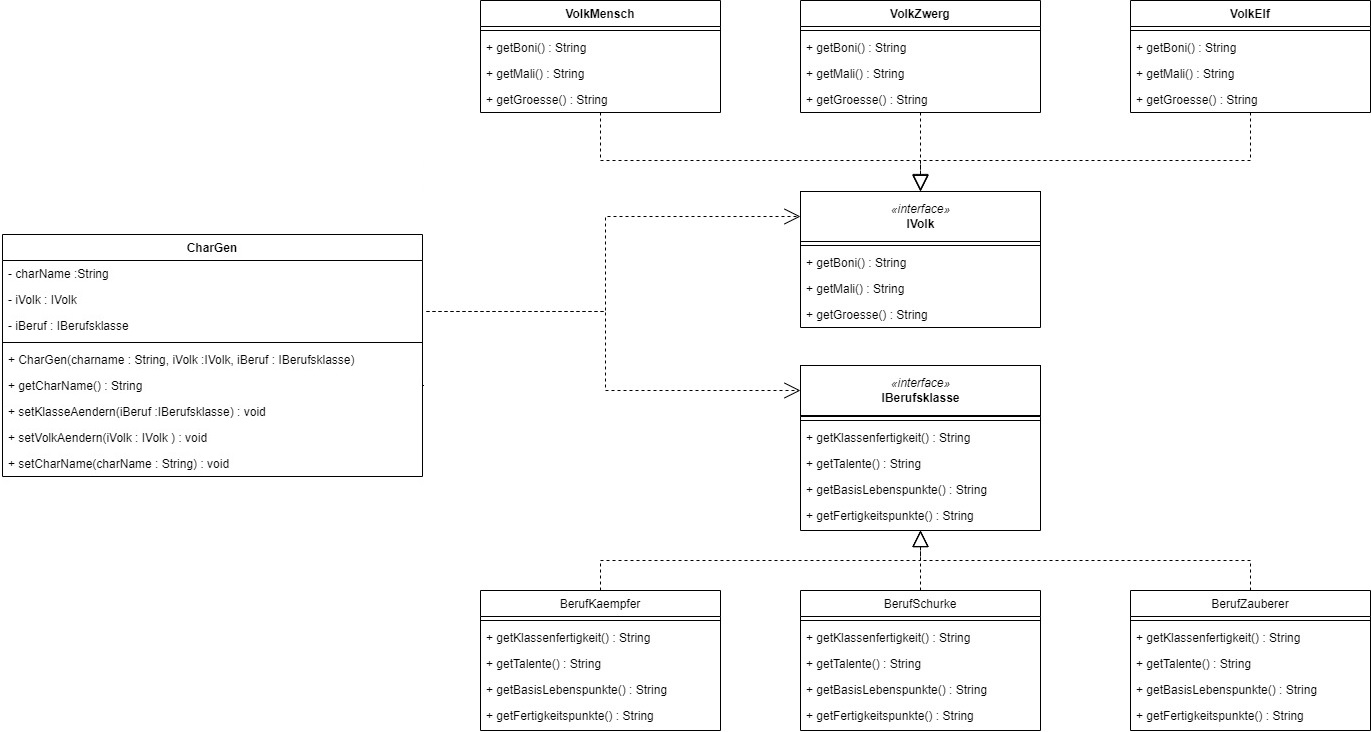 VolkMensch
+ getBoni() : String
+ getMali() : String
+ getGroesse() : String
VolkZwerg
+ getBoni() : String
+ getMali() : String
+ getGroesse() : String
VolkElf
+ getBoni() : String
+ getMali() : String
+ getGroesse() : String
«interface»
IVolk
+ getBoni() : String
+ getMali() : String
+ getGroesse() : String
CharGen
- charName :String
- iVolk : IVolk
- iBeruf : IBerufsklasse
+ CharGen(charname : String, iVolk :IVolk, iBeruf : IBerufsklasse)
+ getCharName() : String
+ setKlasseAendern(iBeruf :IBerufsklasse) : void
+ setVolkAendern(iVolk : IVolk ) : void
+ setCharName(charName : String) : void
«interface»
IBerufsklasse
+ getKlassenfertigkeit() : String
+ getTalente() : String
+ getBasisLebenspunkte() : String
+ getFertigkeitspunkte() : String
BerufKaempfer
+ getKlassenfertigkeit() : String
+ getTalente() : String
+ getBasisLebenspunkte() : String
+ getFertigkeitspunkte() : String
BerufSchurke
+ getKlassenfertigkeit() : String
+ getTalente() : String
+ getBasisLebenspunkte() : String
+ getFertigkeitspunkte() : String
BerufZauberer
+ getKlassenfertigkeit() : String
+ getTalente() : String
+ getBasisLebenspunkte() : String
+ getFertigkeitspunkte() : String